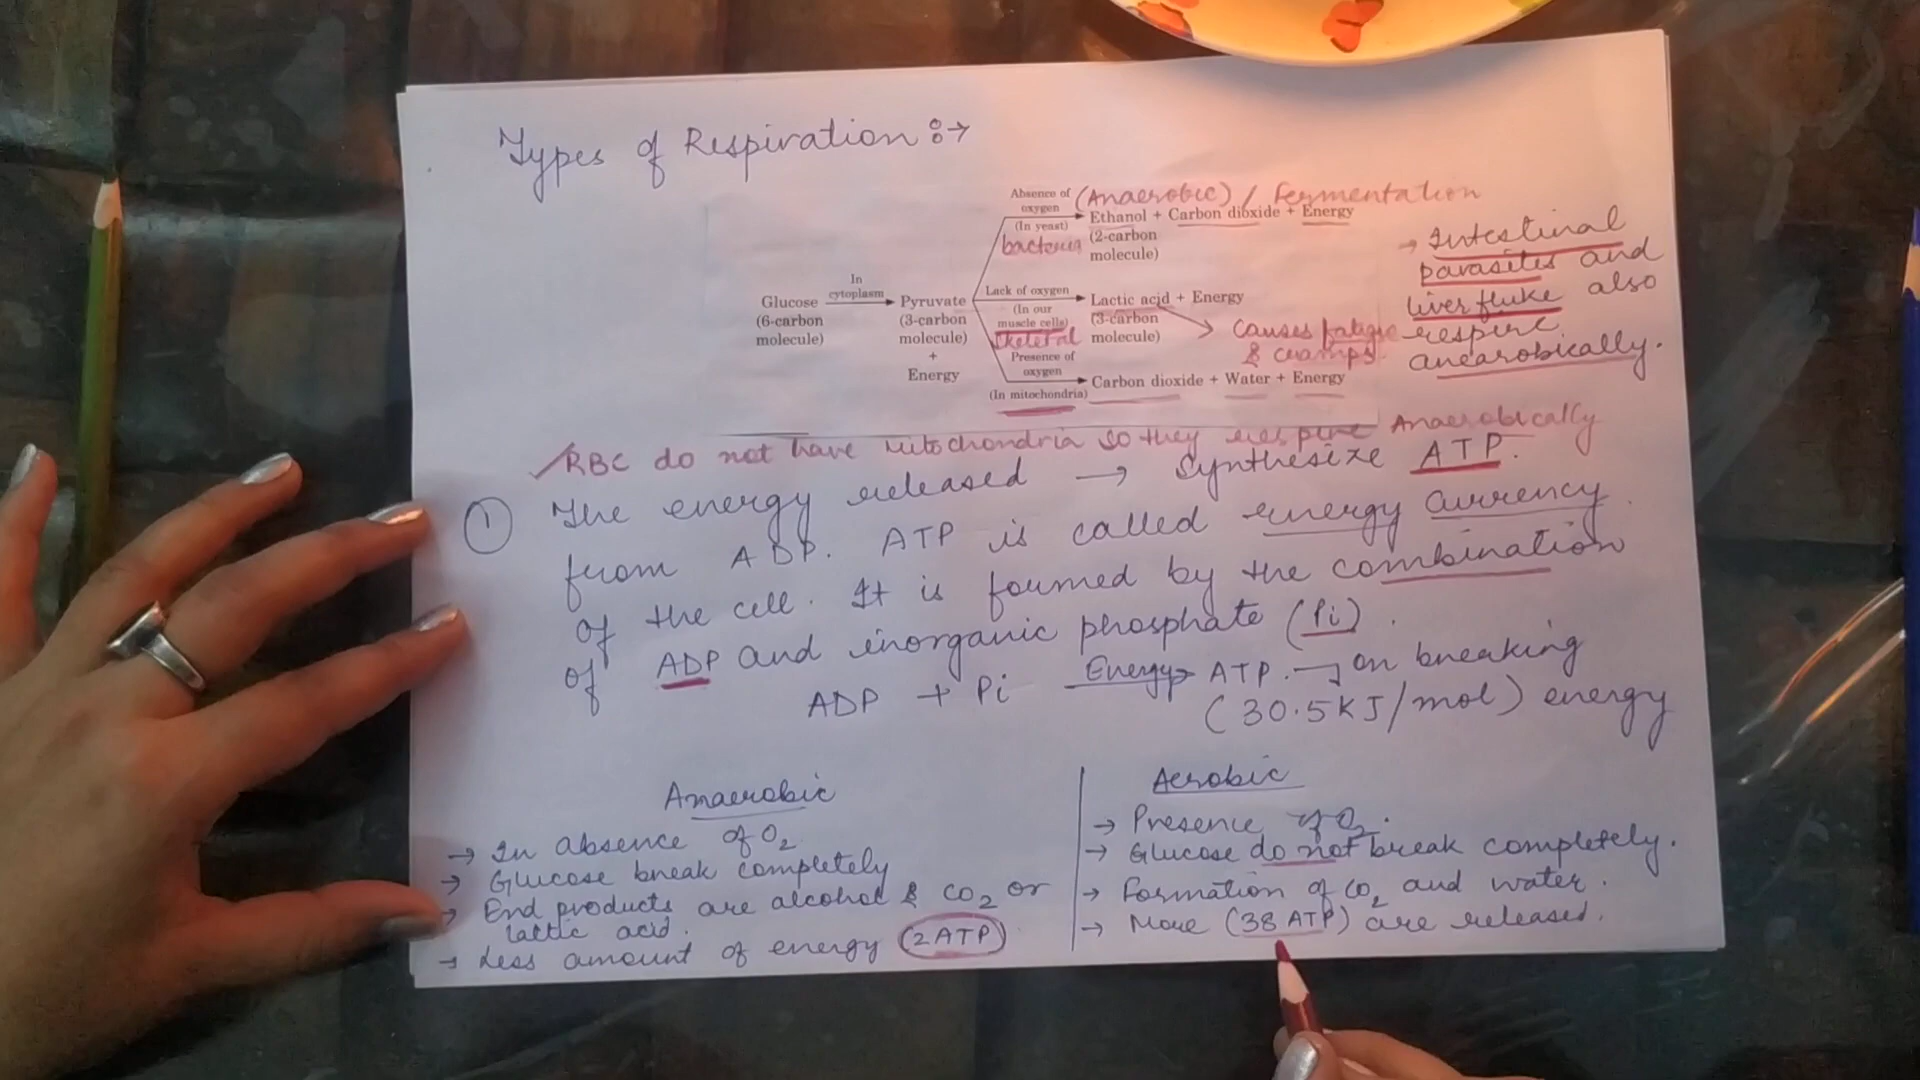 Types of Respiration :→
Absence of
oxygen
(Anaerobic) / Fermentation
(In yeast)
bacteria
Ethanol + Carbon dioxide + Energy
(2-carbon
molecule)
→ Intestinal
parasites and
liver fluke also
respire
anearobically.
In
cytoplasm
Glucose
(6-carbon
molecule)
Pyruvate
(3-carbon
molecule)
+
Energy
Lack of oxygen
(In our
muscle cells)
Skeletal
Lactic acid + Energy
(3-carbon
molecule)
causes fatigue
& cramps
Presence of
oxygen
(In mitochondria)
Carbon dioxide + Water + Energy
RBC do not have mitochondria so they respire Anaerobically
① The energy released → synthesize ATP.
from ADP. ATP is called energy currency
of the cell. It is formed by the combination
of ADP and inorganic phosphate (Pi).
ADP + Pi Energy→ ATP. → on breaking
(30.5KJ/mol) energy
Anaerobic
→ In absence of O2
→ Glucose break completely
→ End products are alcohol & CO2 or
lattic acid.
→ Less amount of energy (2ATP)
Aerobic
→ Presence of O2.
→ Glucose do not break completely.
→ Formation of CO2 and water.
→ More (38 ATP) are released.